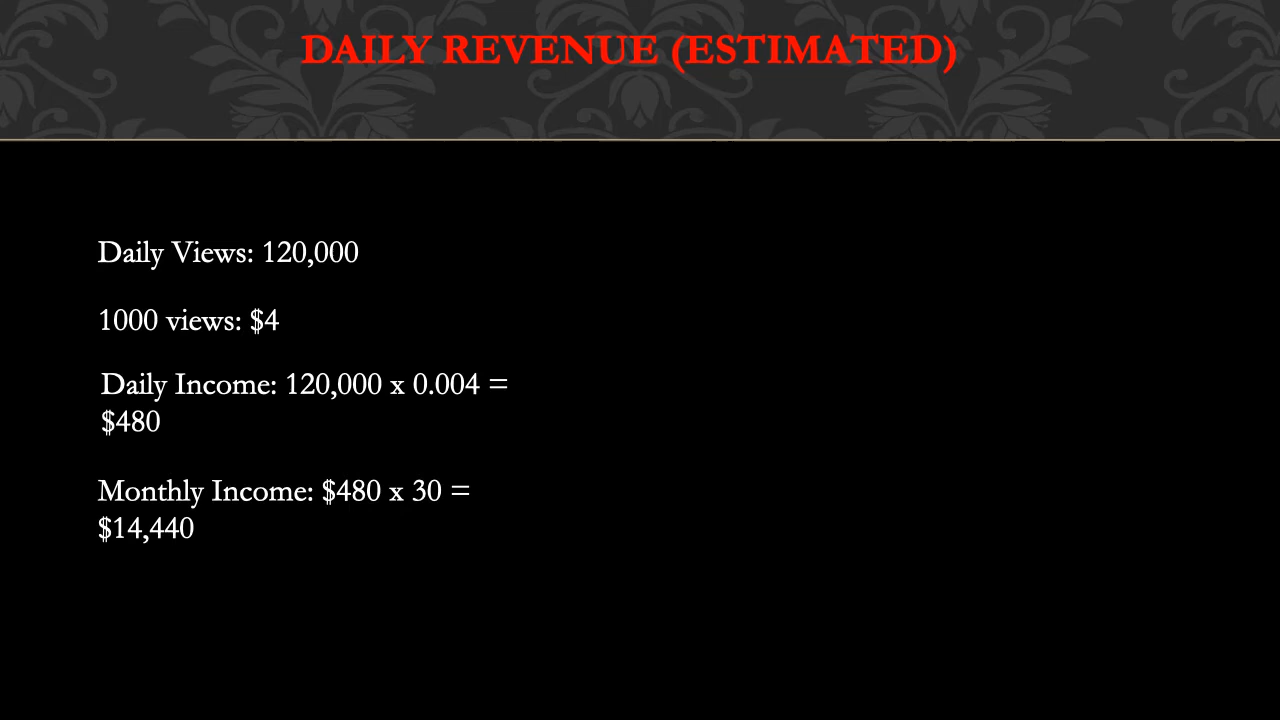 DAILY REVENUE (ESTIMATED)
Daily Views: 120,000
1000 views: $4
Daily Income: 120,000 x 0.004 =
$480
Monthly Income: $480 x 30 =
$14,440